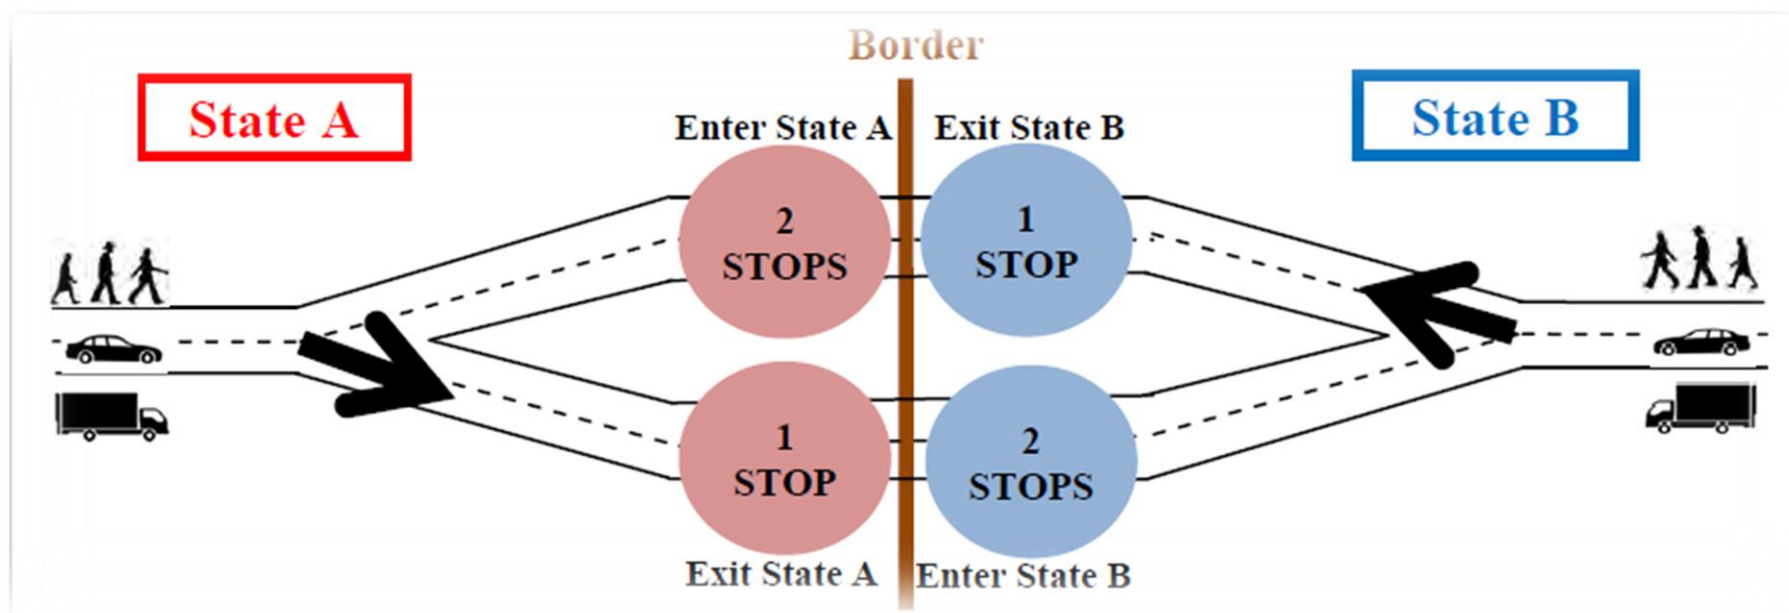 Border
State A
State B
Enter State A
Exit State B
2
STOPS
1
STOP
1
STOP
2
STOPS
Exit State A
Enter State B